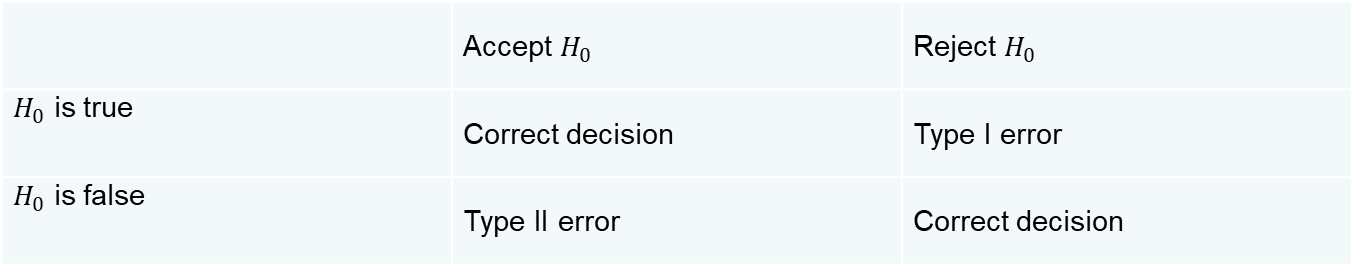 Accept H₀ Reject H₀
H₀ is true
Correct decision Type I error
H₀ is false
Type II error Correct decision